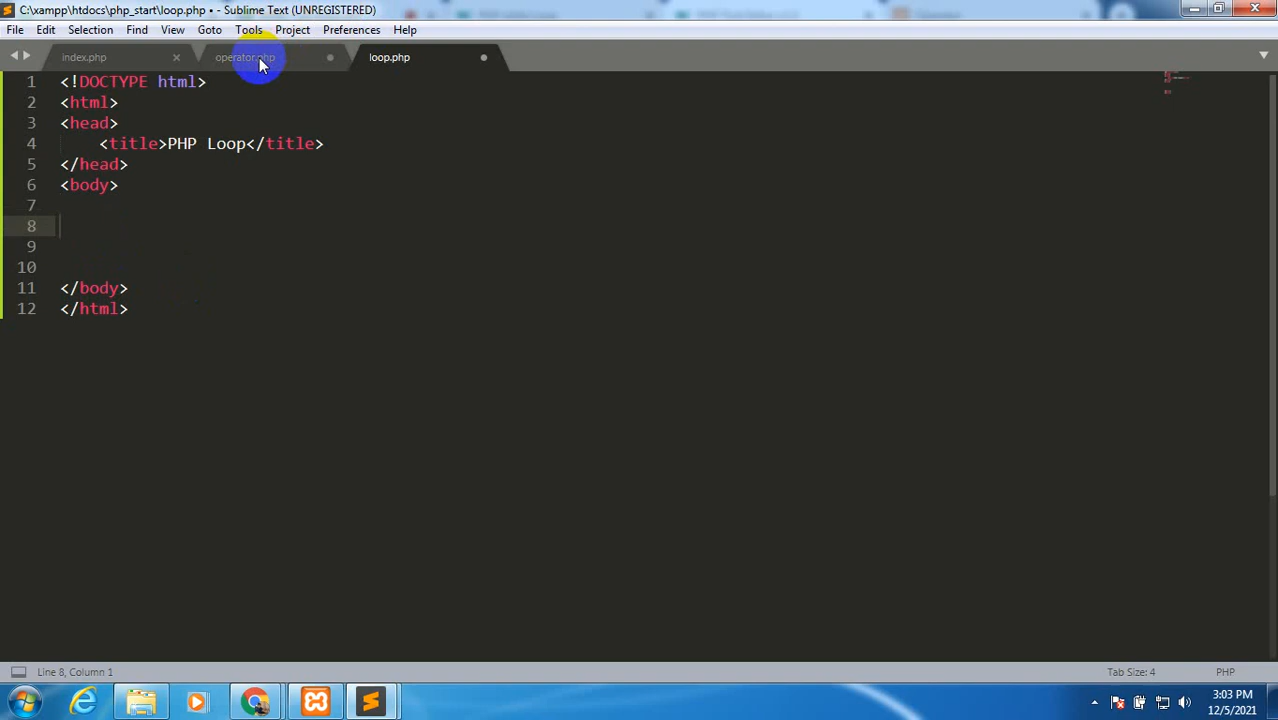 C:\xampp\htdocs\php_start\loop.php • - Sublime Text (UNREGISTERED)
File Edit Selection Find View Goto Tools Project Preferences Help
index.php operator.php loop.php
1 <!DOCTYPE html>
2 <html>
3 <head>
4 <title>PHP Loop</title>
5 </head>
6 <body>
7
8
9
10
11 </body>
12 </html>
Line 8, Column 1 Tab Size: 4 PHP
3:03 PM
12/5/2021